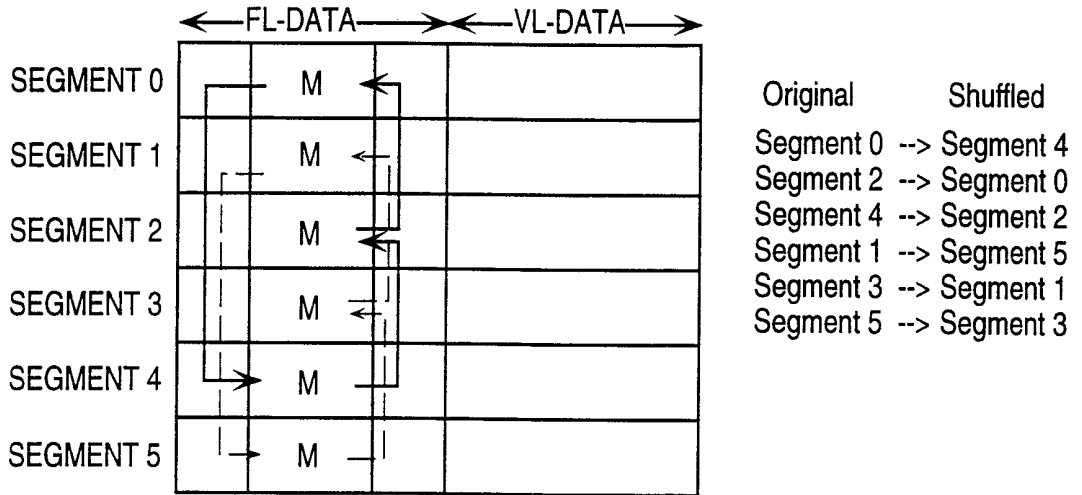 FL-DATA VL-DATA
SEGMENT 0 M
SEGMENT 1 M
SEGMENT 2 M
SEGMENT 3 M
SEGMENT 4 M
SEGMENT 5 M
Original Shuffled
Segment 0 --> Segment 4
Segment 2 --> Segment 0
Segment 4 --> Segment 2
Segment 1 --> Segment 5
Segment 3 --> Segment 1
Segment 5 --> Segment 3